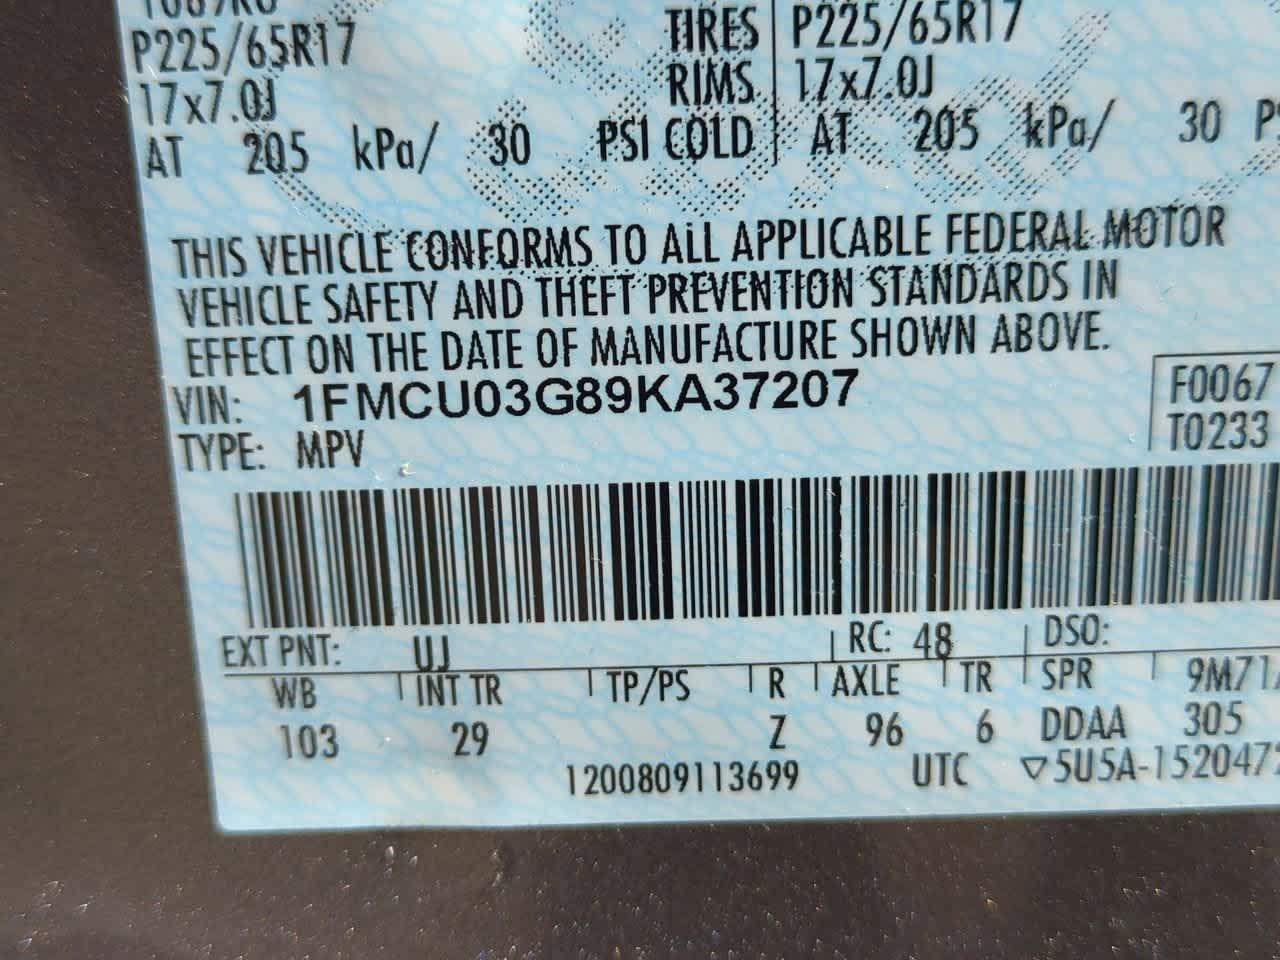 P225/65R17 TIRES P225/65R17
17x7.0J RIMS 17x7.0J
AT 205 kPa/ 30 PSI COLD AT 205 kPa/ 30
THIS VEHICLE CONFORMS TO ALL APPLICABLE FEDERAL MOTOR
VEHICLE SAFETY AND THEFT PREVENTION STANDARDS IN
EFFECT ON THE DATE OF MANUFACTURE SHOWN ABOVE.
VIN: 1FMCU03G89KA37207 F0067
TYPE: MPV T0233
EXT PNT: UJ RC: 48 DSO:
WB INT TR TP/PS R AXLE TR SPR 9M71
103 29 Z 96 6 DDAA 305
1200809113699 UTC ▽5U5A-1520472